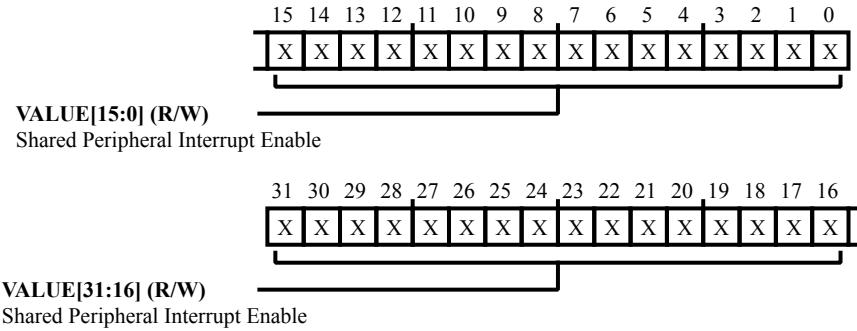 15 14 13 12 11 10 9 8 7 6 5 4 3 2 1 0
X X X X X X X X X X X X X X X X
VALUE[15:0] (R/W)
Shared Peripheral Interrupt Enable
31 30 29 28 27 26 25 24 23 22 21 20 19 18 17 16
X X X X X X X X X X X X X X X X
VALUE[31:16] (R/W)
Shared Peripheral Interrupt Enable